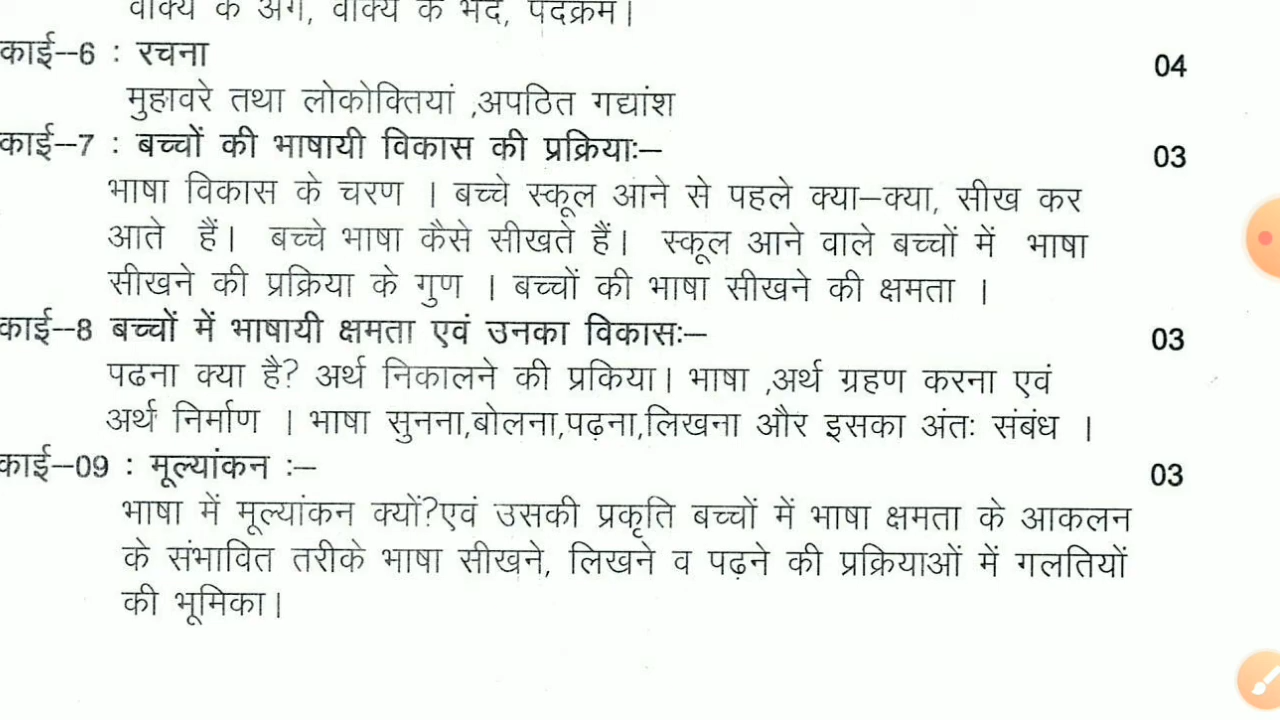 वाक्य के अंग, वाक्य के भेद, पदक्रम।
काई–6 : रचना 04
मुहावरे तथा लोकोक्तियां ,अपठित गद्यांश
काई–7 : बच्चों की भाषायी विकास की प्रक्रियाः– 03
भाषा विकास के चरण । बच्चे स्कूल आने से पहले क्या–क्या, सीख कर
आते हैं। बच्चे भाषा कैसे सीखते हैं। स्कूल आने वाले बच्चों में भाषा
सीखने की प्रक्रिया के गुण । बच्चों की भाषा सीखने की क्षमता ।
काई–8 बच्चों में भाषायी क्षमता एवं उनका विकासः– 03
पढना क्या है? अर्थ निकालने की प्रकिया। भाषा ,अर्थ ग्रहण करना एवं
अर्थ निर्माण । भाषा सुनना,बोलना,पढ़ना,लिखना और इसका अंतः संबंध ।
काई–09 : मूल्यांकन :– 03
भाषा में मूल्यांकन क्यों?एवं उसकी प्रकृति बच्चों में भाषा क्षमता के आकलन
के संभावित तरीके भाषा सीखने, लिखने व पढ़ने की प्रक्रियाओं में गलतियों
की भूमिका।